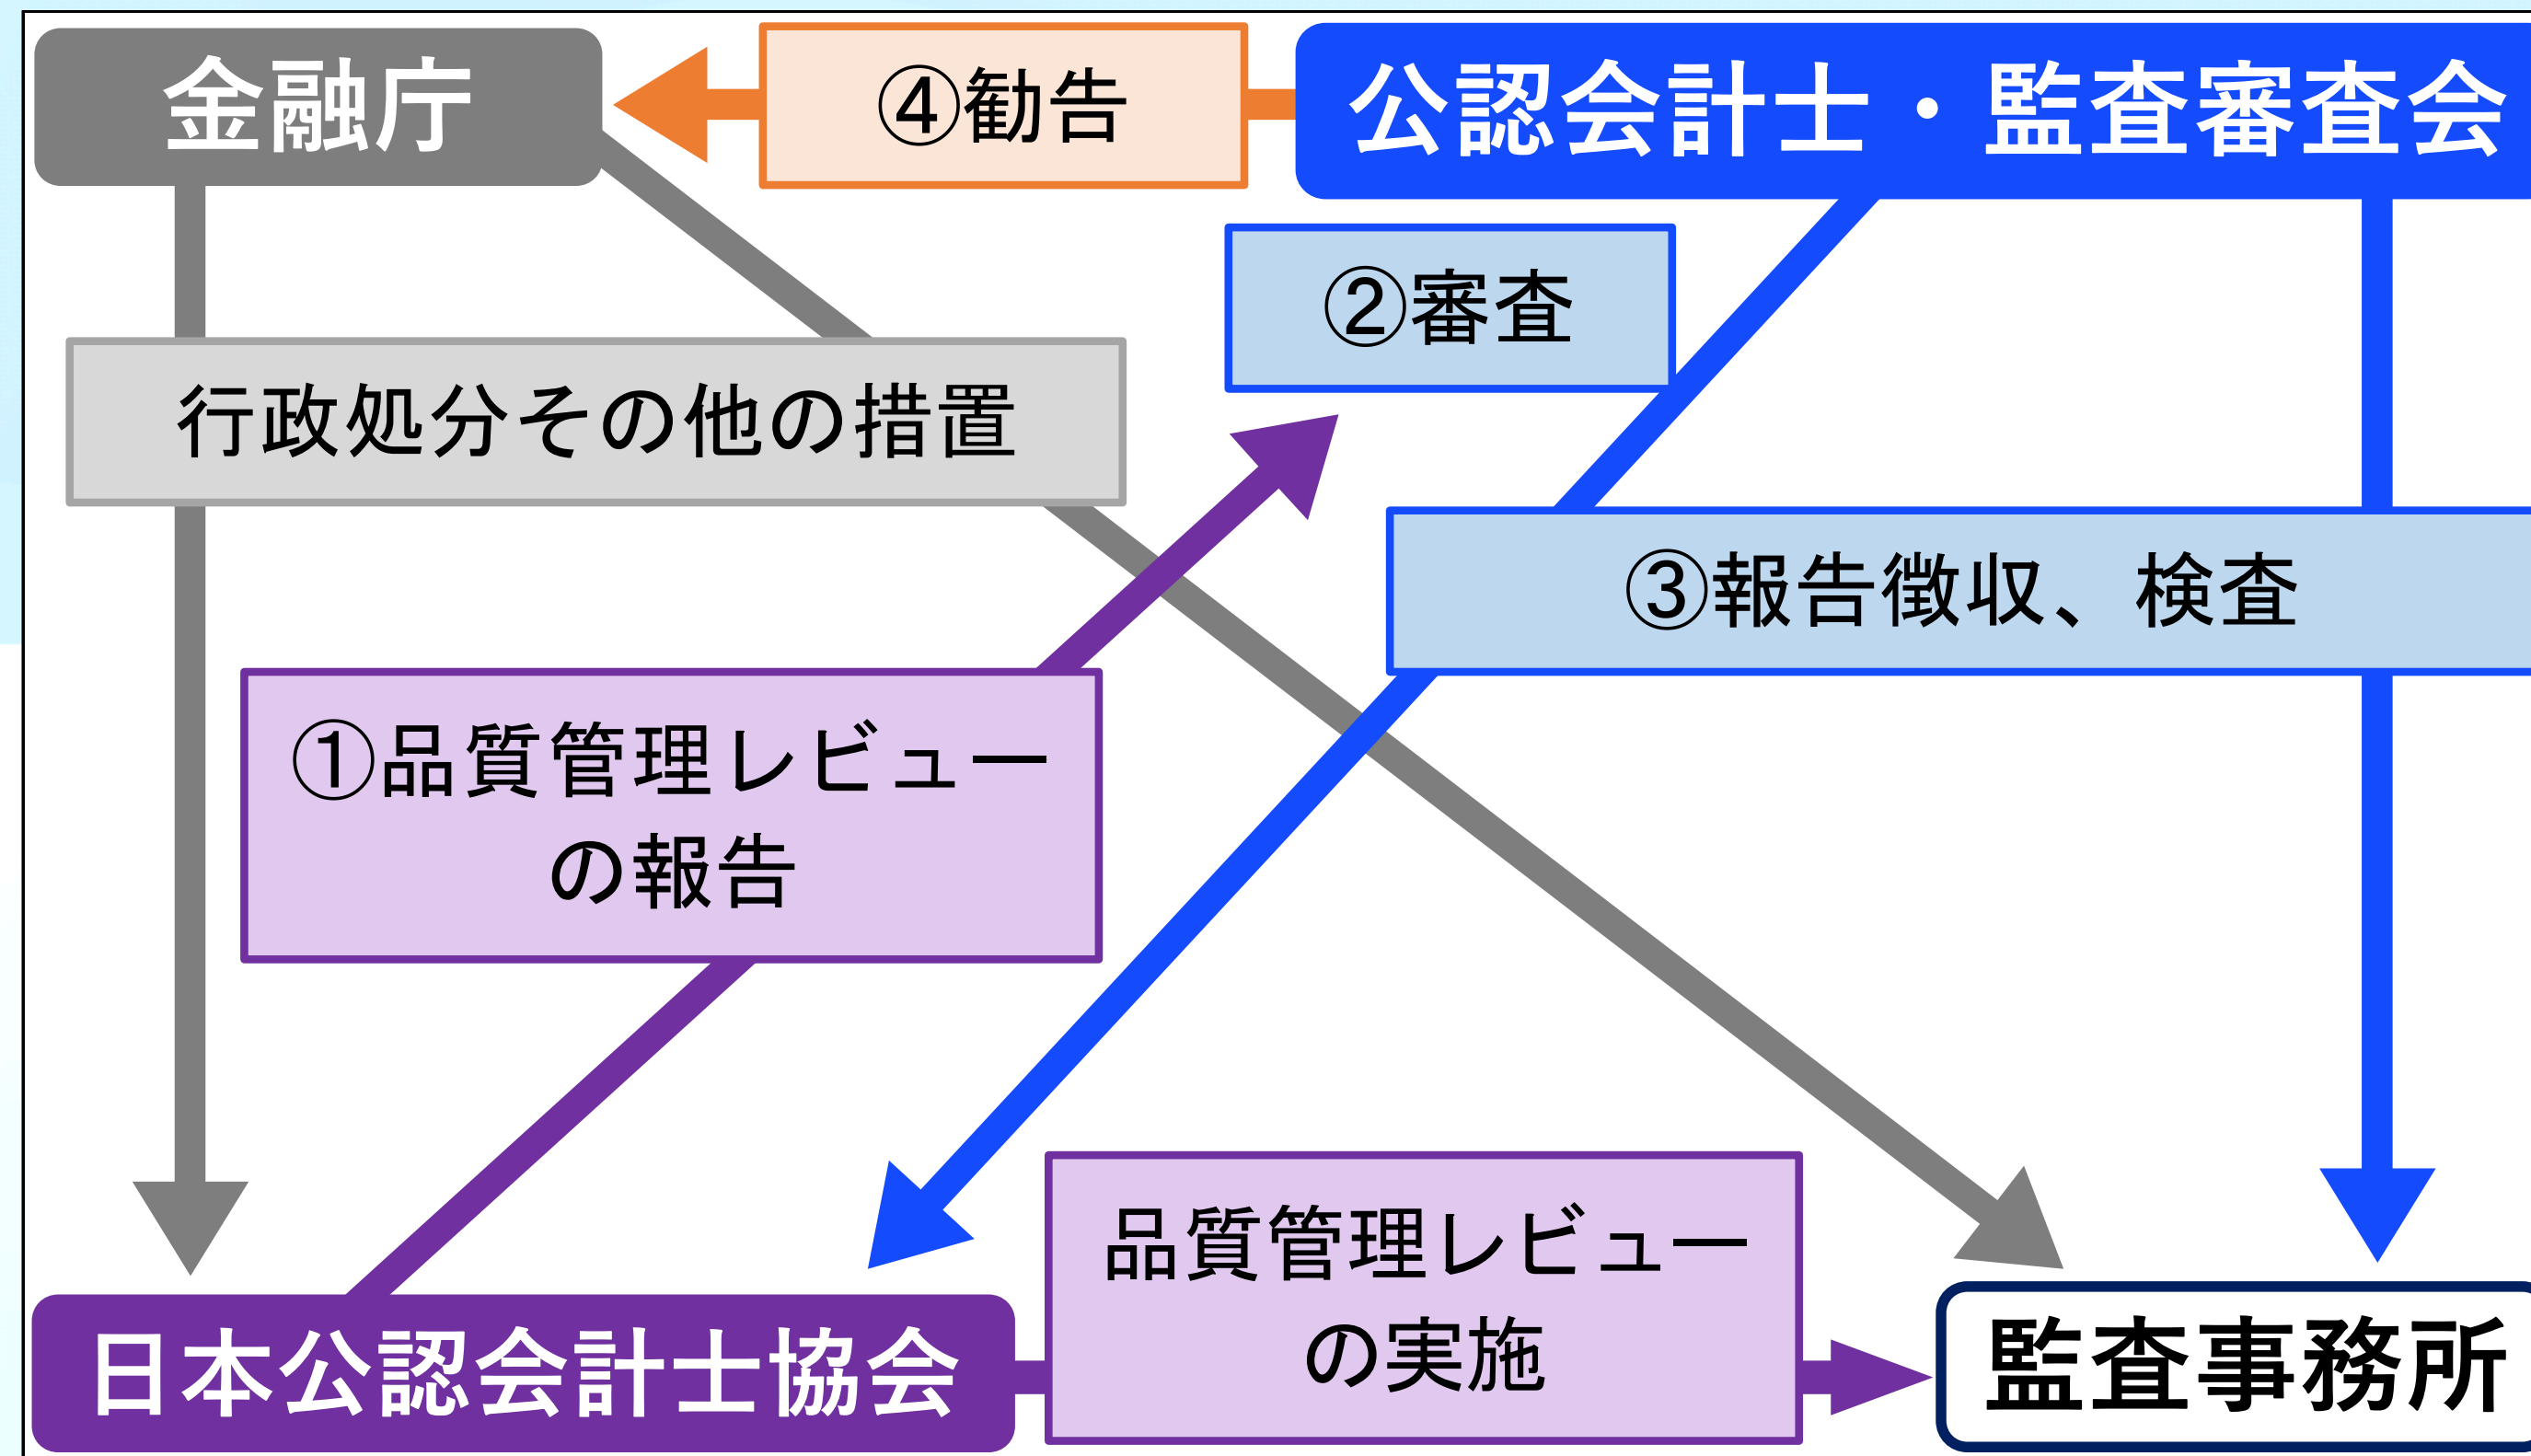 金融庁
④勧告
公認会計士・監査審査会
②審査
行政処分その他の措置
③報告徴収、検査
①品質管理レビュー
の報告
品質管理レビュー
の実施
日本公認会計士協会
監査事務所